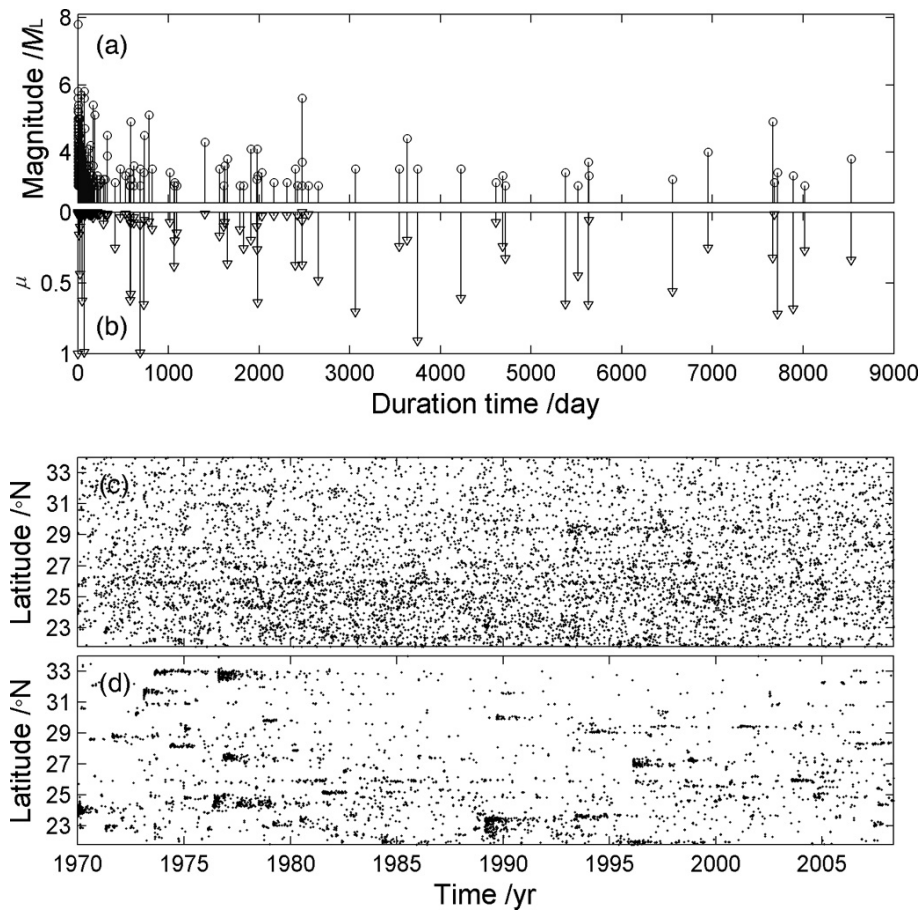 8
(a)
6
Magnitude /ML
4
0
μ
0.5
(b)
1
0 1000 2000 3000 4000 5000 6000 7000 8000 9000
Duration time /day
33
(c)
31
29
Latitude /°N
27
25
23
33
(d)
31
29
Latitude /°N
27
25
23
1970 1975 1980 1985 1990 1995 2000 2005
Time /yr